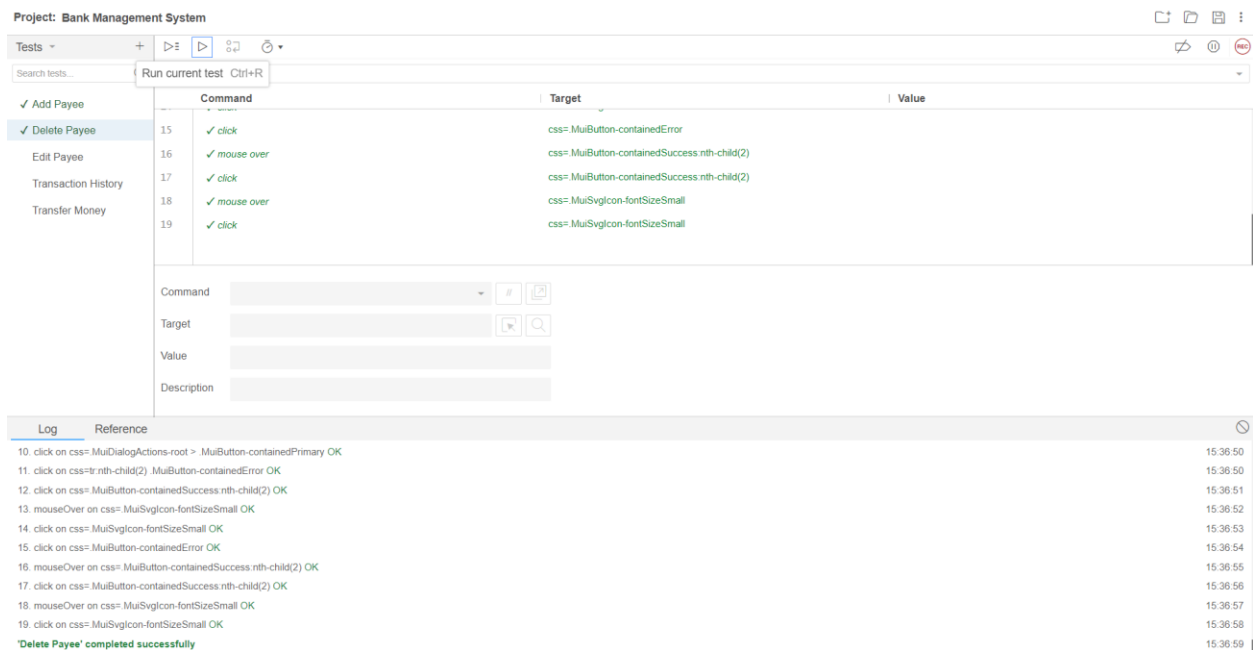 Project: Bank Management System
Tests
Search tests...
Run current test Ctrl+R
REC
Command Target Value
✓ Add Payee
✓ Delete Payee
Edit Payee
Transaction History
Transfer Money
15 ✓ click css=.MuiButton-containedError
16 ✓ mouse over css=.MuiButton-containedSuccess:nth-child(2)
17 ✓ click css=.MuiButton-containedSuccess:nth-child(2)
18 ✓ mouse over css=.MuiSvgIcon-fontSizeSmall
19 ✓ click css=.MuiSvgIcon-fontSizeSmall
Command //
Target
Value
Description
Log Reference
10. click on css=.MuiDialogActions-root > .MuiButton-containedPrimary OK 15:36:50
11. click on css=tr:nth-child(2) .MuiButton-containedError OK 15:36:50
12. click on css=.MuiButton-containedSuccess:nth-child(2) OK 15:36:51
13. mouseOver on css=.MuiSvgIcon-fontSizeSmall OK 15:36:52
14. click on css=.MuiSvgIcon-fontSizeSmall OK 15:36:53
15. click on css=.MuiButton-containedError OK 15:36:54
16. mouseOver on css=.MuiButton-containedSuccess:nth-child(2) OK 15:36:55
17. click on css=.MuiButton-containedSuccess:nth-child(2) OK 15:36:56
18. mouseOver on css=.MuiSvgIcon-fontSizeSmall OK 15:36:57
19. click on css=.MuiSvgIcon-fontSizeSmall OK 15:36:58
'Delete Payee' completed successfully 15:36:59